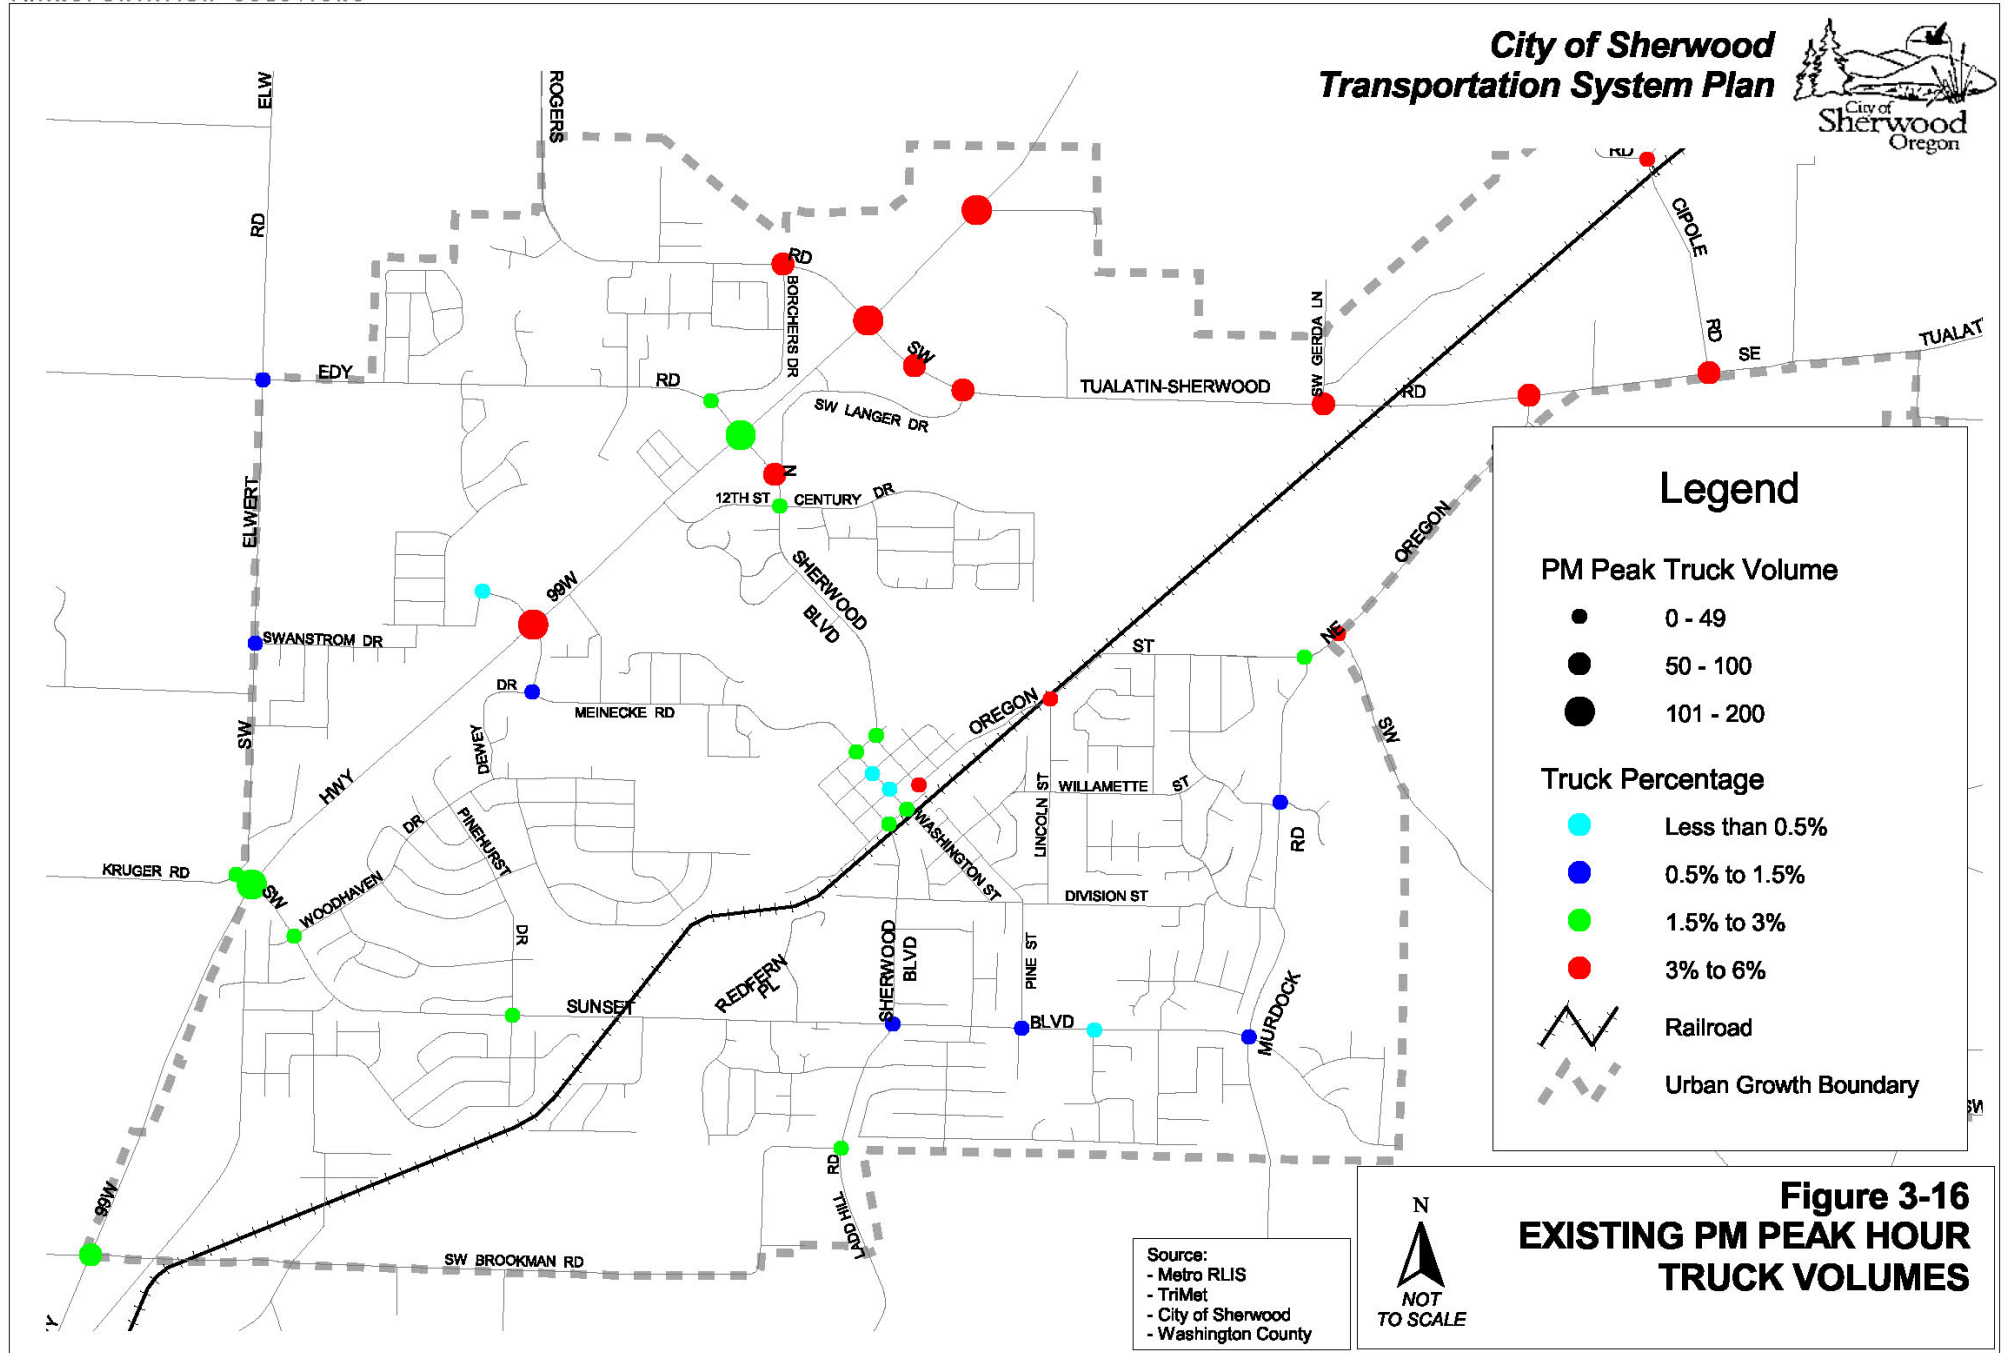 City of Sherwood
Transportation System Plan
City of
Sherwood
Oregon
ELW
ROGERS
RD
CIPOLE
RD
RD
BORCHERS DR
SW GERDA LN
RD
TUALAT
SE
SW
EDY
RD
TUALATIN-SHERWOOD
RD
SW LANGER DR
N
12TH ST
CENTURY
DR
ELWERT
OREGON
SHERWOOD
BLVD
99W
NE
SWANSTROM DR
ST
DR
MEINECKE RD
OREGON
SW
SW
DEWEY
HWY
WILLAMETTE
ST
LINCOLN ST
WASHINGTON ST
DR
PINEHURST
RD
KRUGER RD
SW
WOODHAVEN
DIVISION ST
DR
SHERWOOD
BLVD
PINE ST
REDFERN
PL
SUNSET
BLVD
MURDOCK
RD
LADD HILL
99W
SW BROOKMAN RD
Y
SW
Legend
PM Peak Truck Volume
0 - 49
50 - 100
101 - 200
Truck Percentage
Less than 0.5%
0.5% to 1.5%
1.5% to 3%
3% to 6%
Railroad
Urban Growth Boundary
Source:
- Metro RLIS
- TriMet
- City of Sherwood
- Washington County
N
NOT
TO SCALE
Figure 3-16
EXISTING PM PEAK HOUR
TRUCK VOLUMES